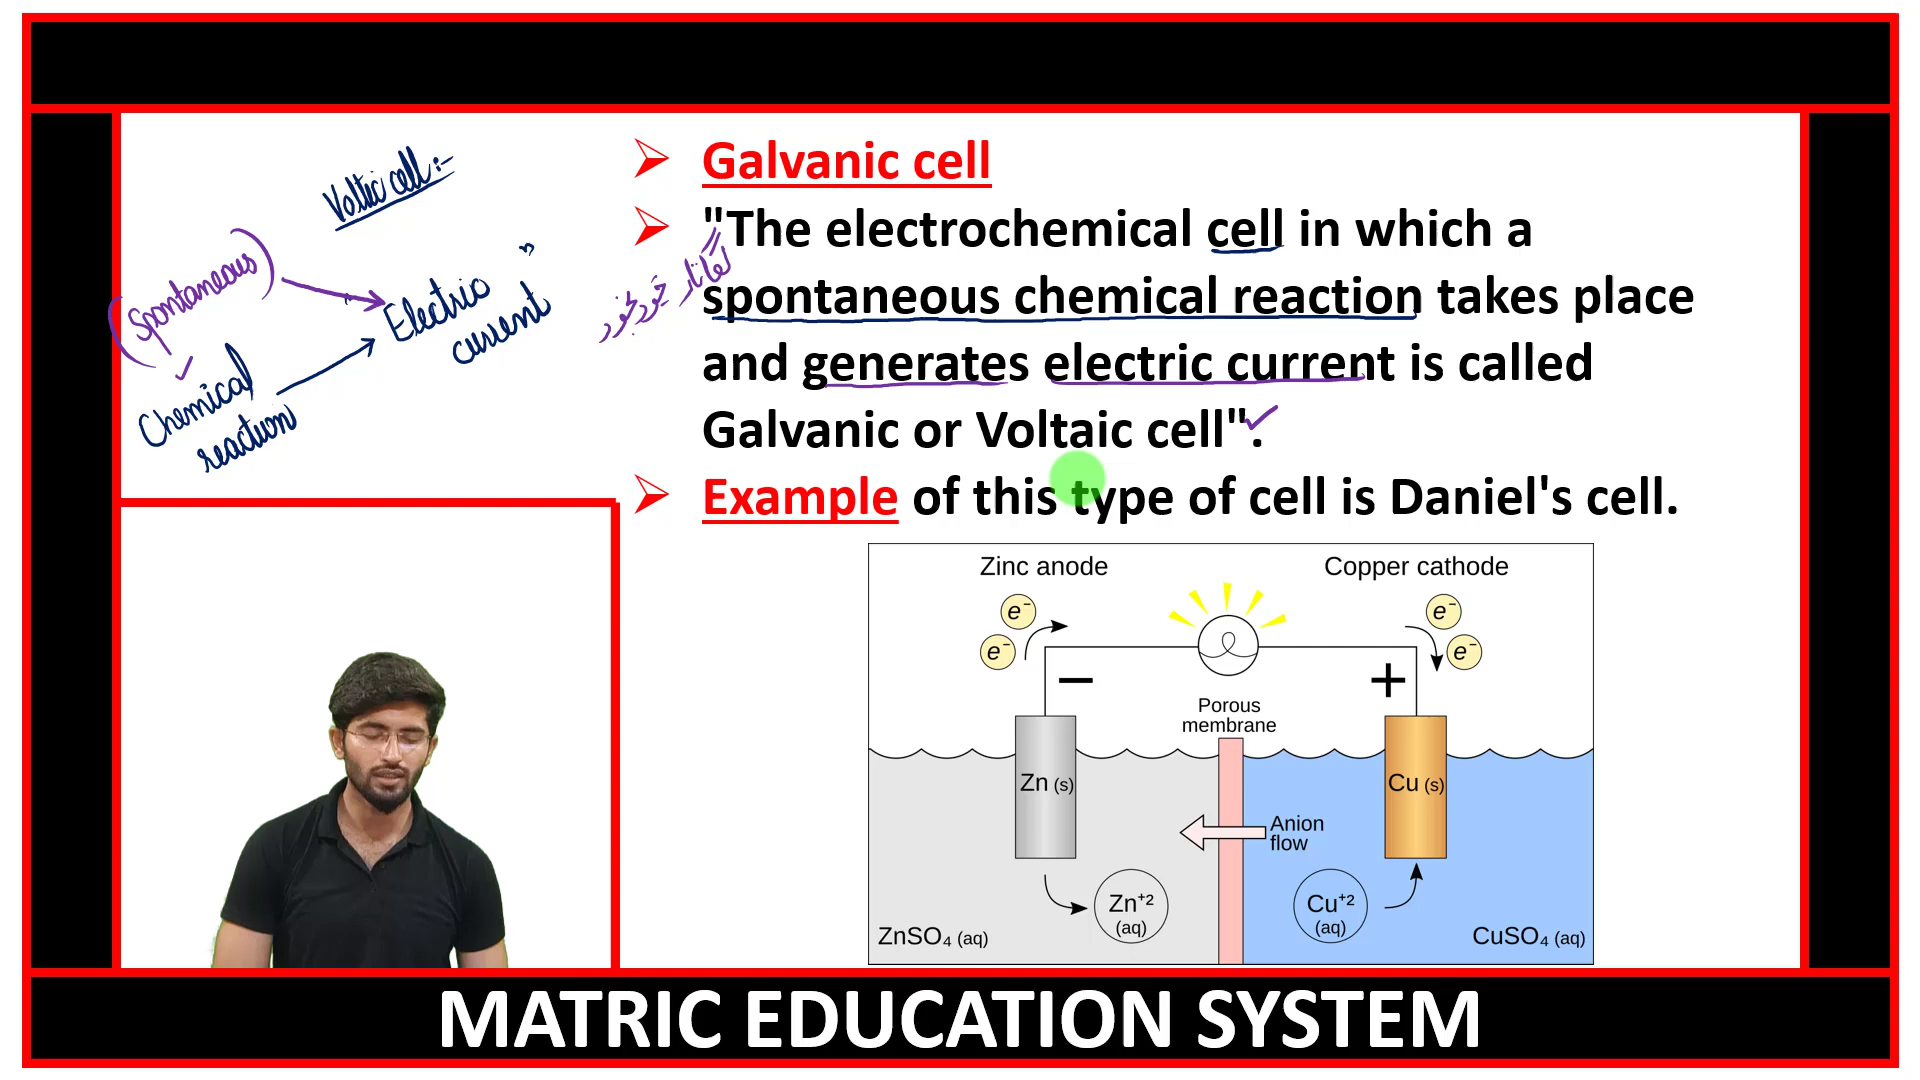 Voltic cell:-
(Spontaneous)
Chemical
reaction
" Electric "
current
Galvanic cell
"The electrochemical cell in which a
spontaneous chemical reaction takes place
and generates electric current is called
Galvanic or Voltaic cell".
Example of this type of cell is Daniel's cell.
لگاتار خود بخود
Zinc anode
Copper cathode
e⁻
e⁻
e⁻
e⁻
−
+
Porous
membrane
Zn (s)
Cu (s)
Anion
flow
Zn⁺²
(aq)
Cu⁺²
(aq)
ZnSO₄ (aq)
CuSO₄ (aq)
MATRIC EDUCATION SYSTEM